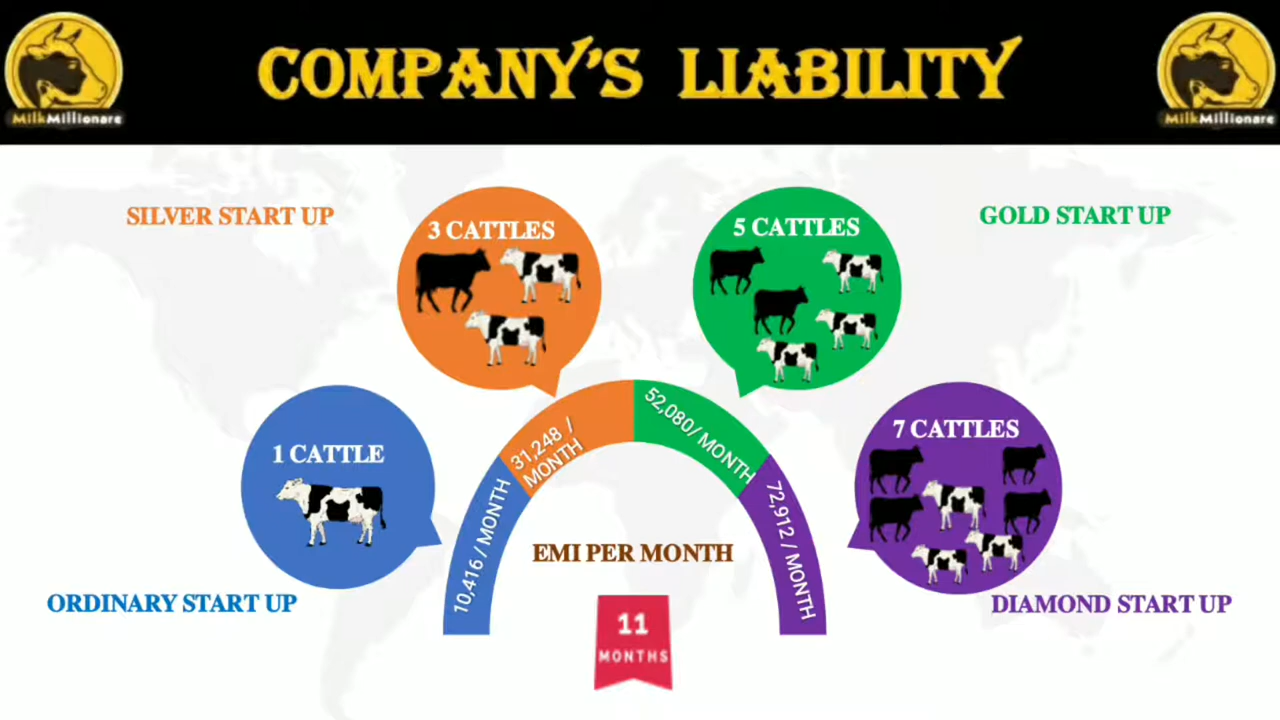 COMPANY'S LIABILITY
MilkMillionare
MilkMillionare
SILVER START UP
3 CATTLES
5 CATTLES
GOLD START UP
1 CATTLE
7 CATTLES
10,416 / MONTH
31,248 /
MONTH
52,080/ MONTH
72,912 / MONTH
EMI PER MONTH
ORDINARY START UP
DIAMOND START UP
11
MONTHS